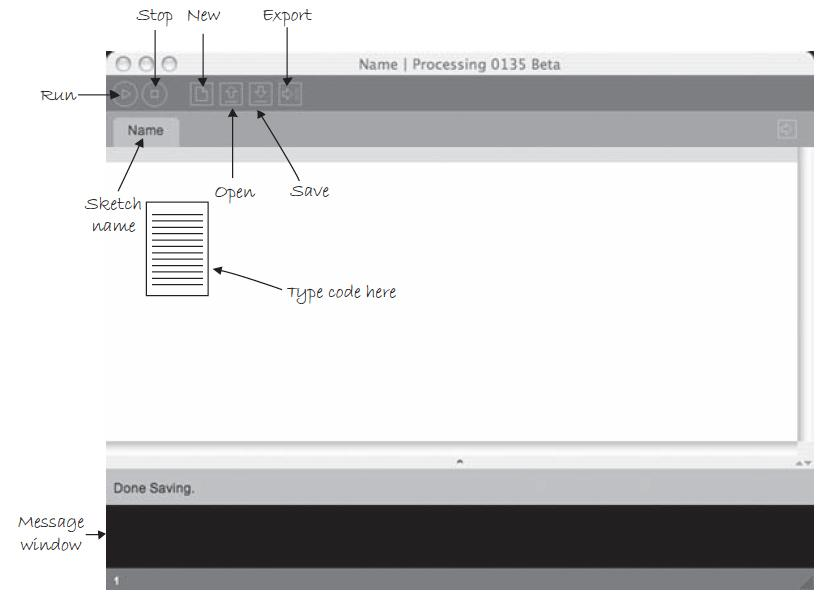 Stop New Export
Name | Processing 0135 Beta
Run
Name
Open Save
Sketch
name
Type code here
Done Saving.
Message
window
1